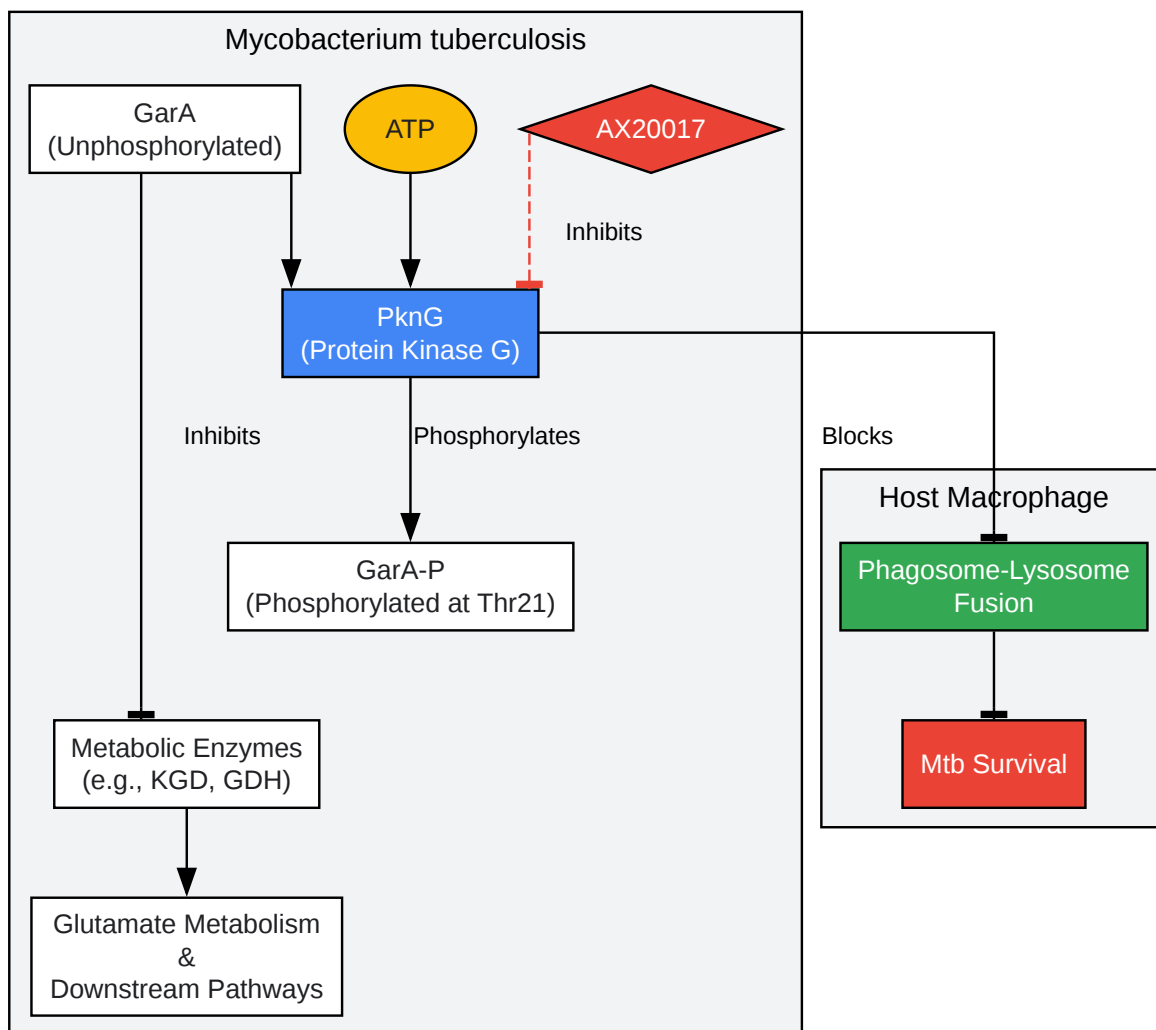 Mycobacterium tuberculosis
GarA
(Unphosphorylated)
ATP
AX20017
Inhibits
PknG
(Protein Kinase G)
Inhibits
Phosphorylates
Blocks
Host Macrophage
GarA-P
(Phosphorylated at Thr21)
Phagosome-Lysosome
Fusion
Metabolic Enzymes
(e.g., KGD, GDH)
Mtb Survival
Glutamate Metabolism
&
Downstream Pathways